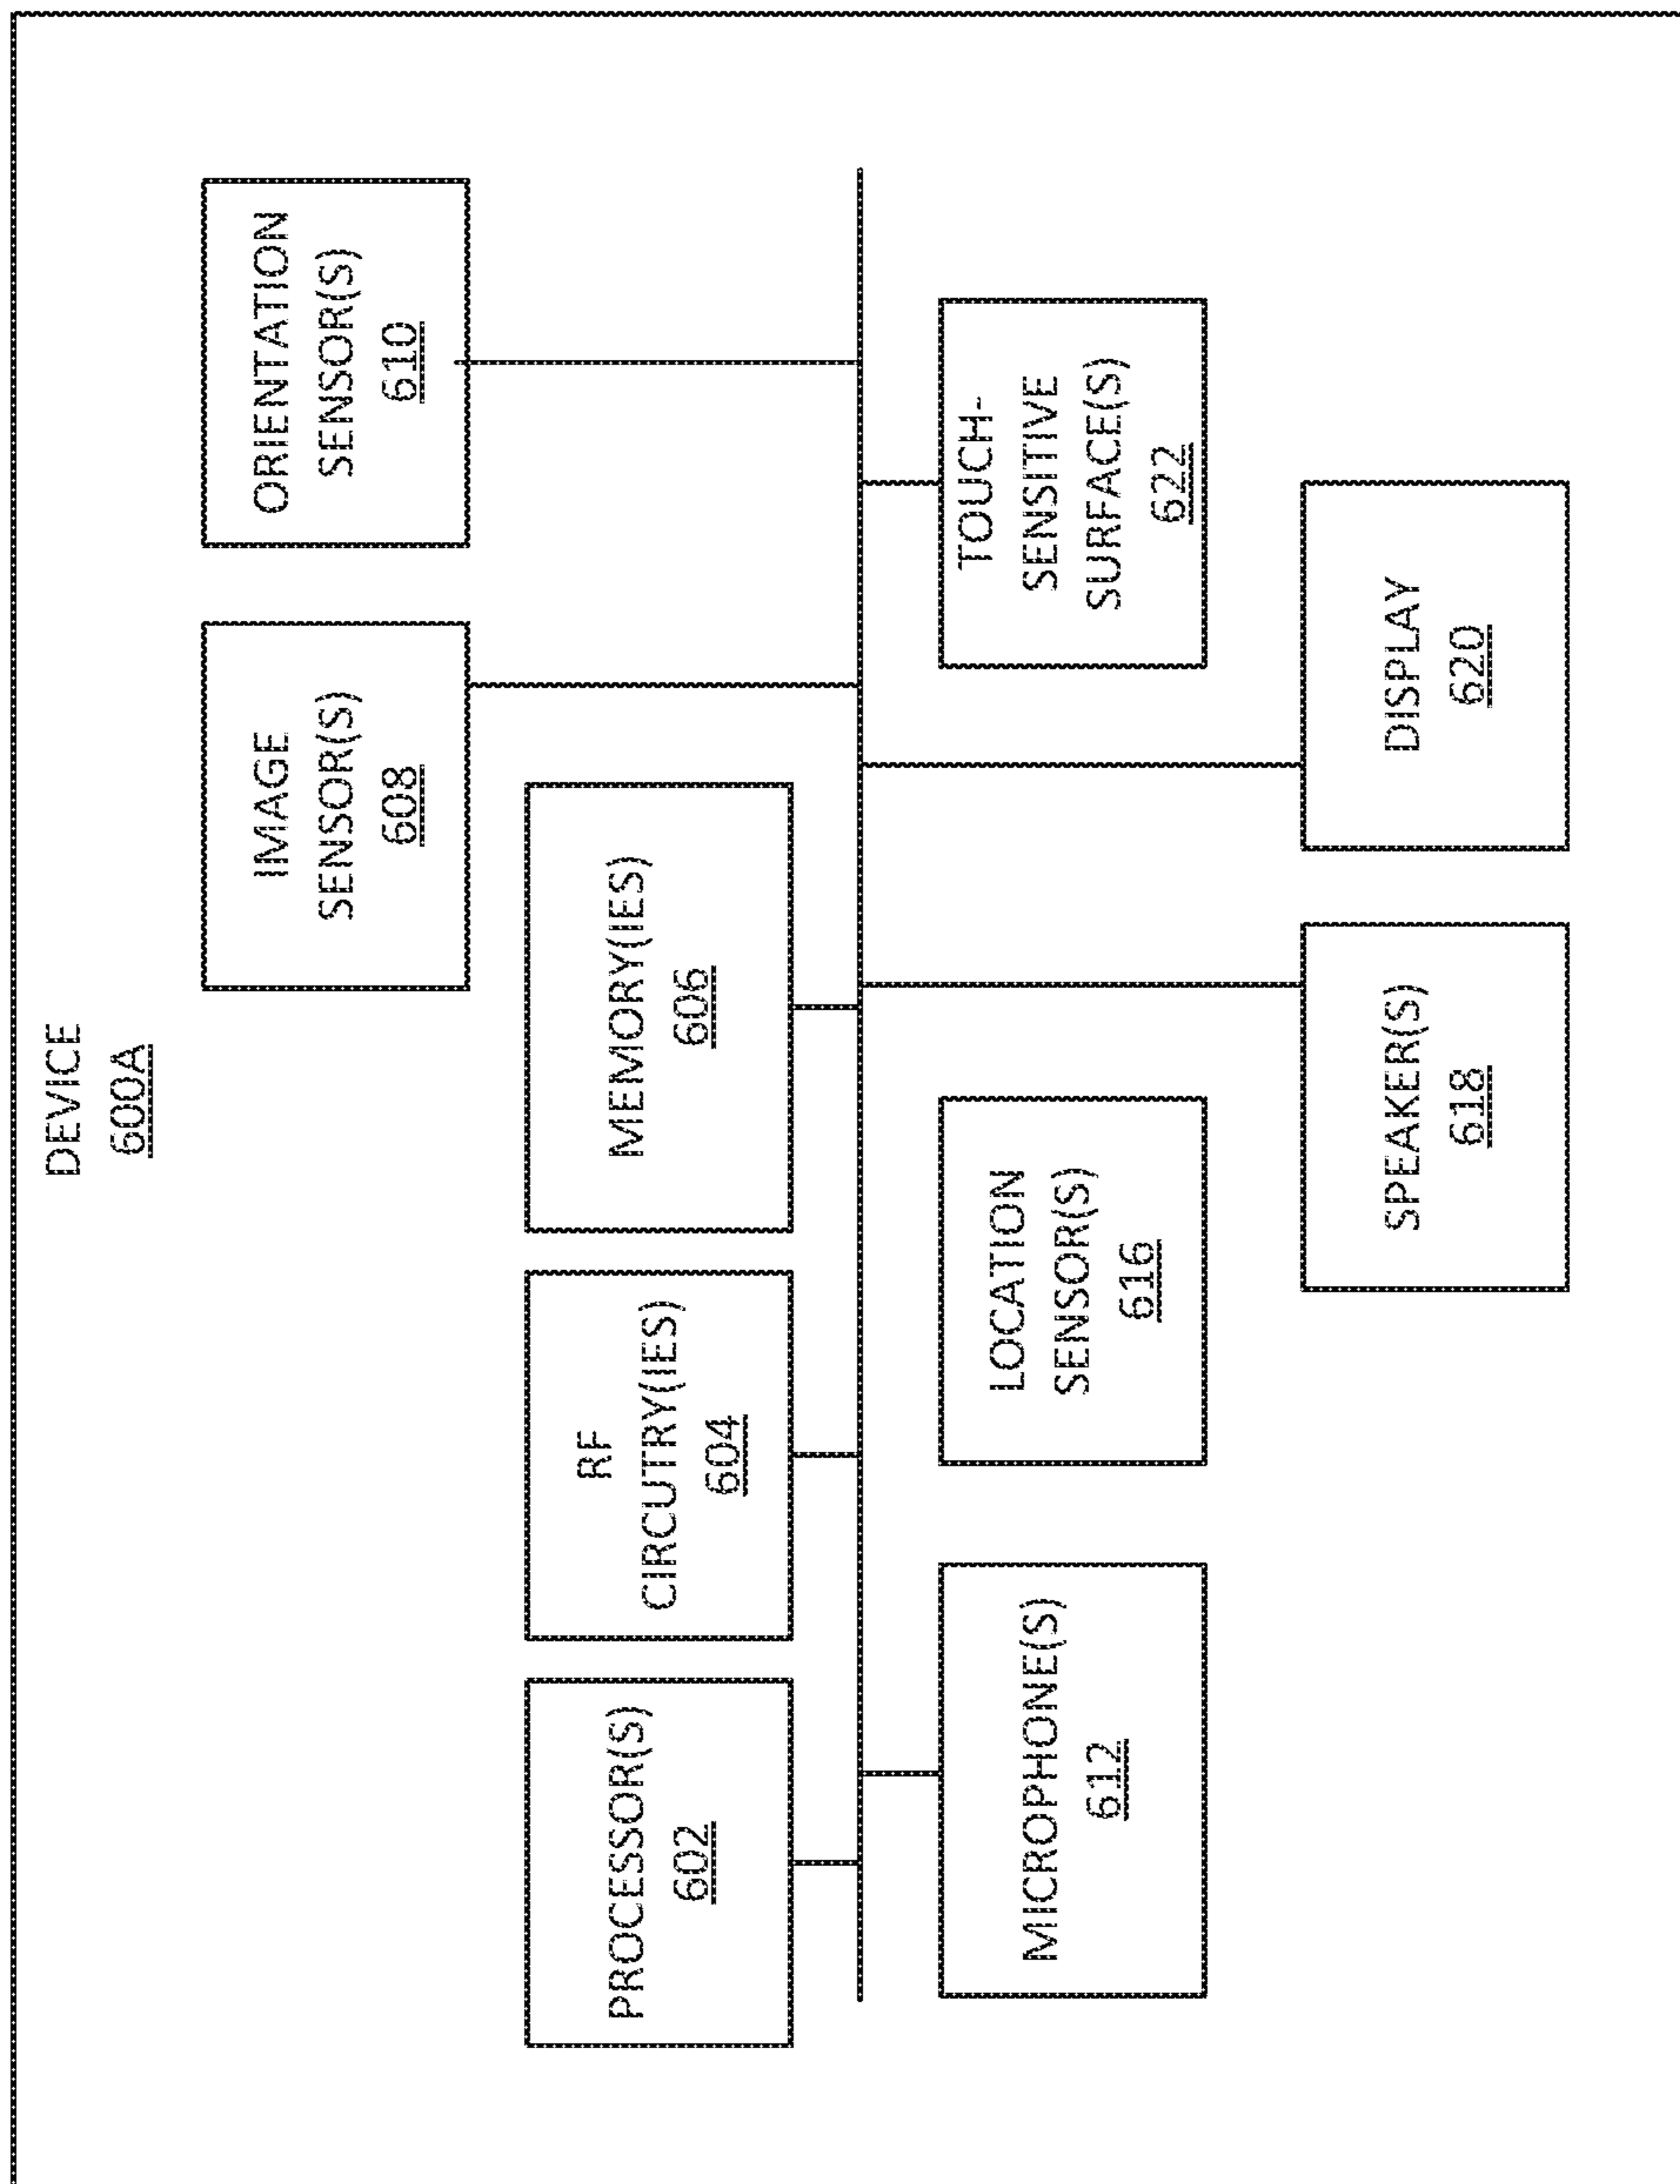 DEVICE
600A
IMAGE
SENSOR(S)
608
ORIENTATION
SENSOR(S)
610
PROCESSOR(S)
602
RF
CIRCUTRY(IES)
604
MEMORY(IES)
606
MICROPHONE(S)
612
LOCATION
SENSOR(S)
616
TOUCH-
SENSITIVE
SURFACE(S)
622
SPEAKER(S)
618
DISPLAY
620